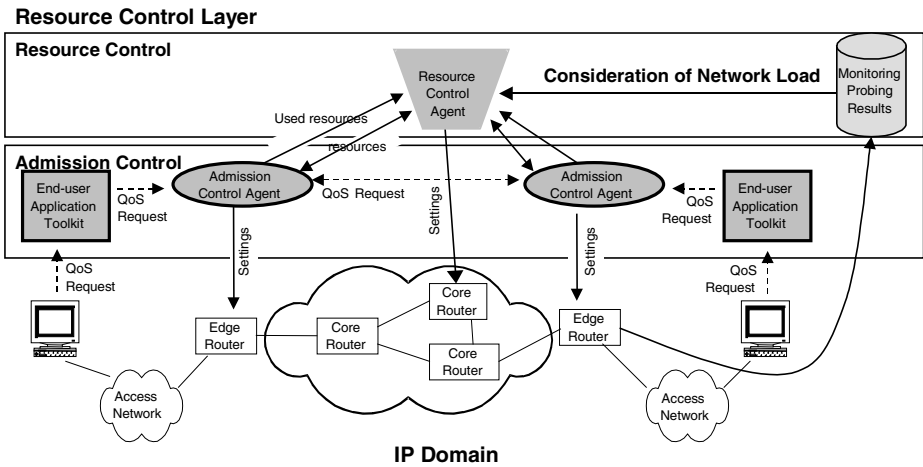 Resource Control Layer
Resource Control
Resource
Control
Agent
Consideration of Network Load
Monitoring
Probing
Results
Used resources
resources
Admission Control
End-user
Application
Toolkit
QoS
Request
Admission
Control Agent
QoS Request
Settings
Admission
Control Agent
QoS
Request
End-user
Application
Toolkit
QoS
Request
Settings
Settings
QoS
Request
Edge
Router
Core
Router
Core
Router
Core
Router
Edge
Router
Access
Network
Access
Network
IP Domain